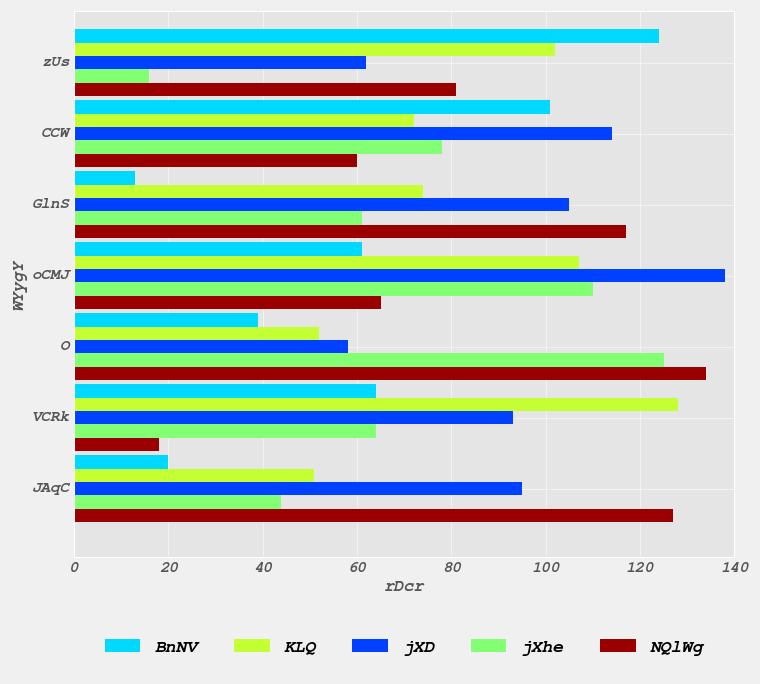 zUs
CCW
GlnS
oCMJ
O
VCRk
JAqC
WYygY
0 20 40 60 80 100 120 140
rDcr
BnNV KLQ jXD jXhe NQlWg